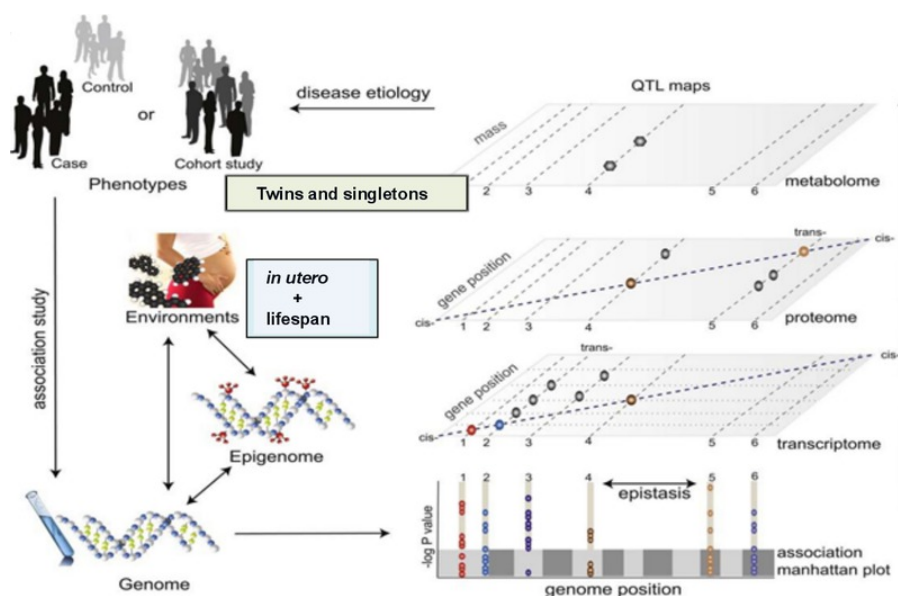 Control
or
Case
Cohort study
Phenotypes
disease etiology
Twins and singletons
association study
in utero
+
lifespan
Environments
Epigenome
Genome
QTL maps
mass
2 3 4 5 6
metabolome
trans-
cis-
gene position
cis-
1 2 3 4 5 6
proteome
trans-
cis-
gene position
cis-
1 2 3 4 5 6
transcriptome
1 2 3 4 5 6
epistasis
-log P value
association
manhattan plot
genome position